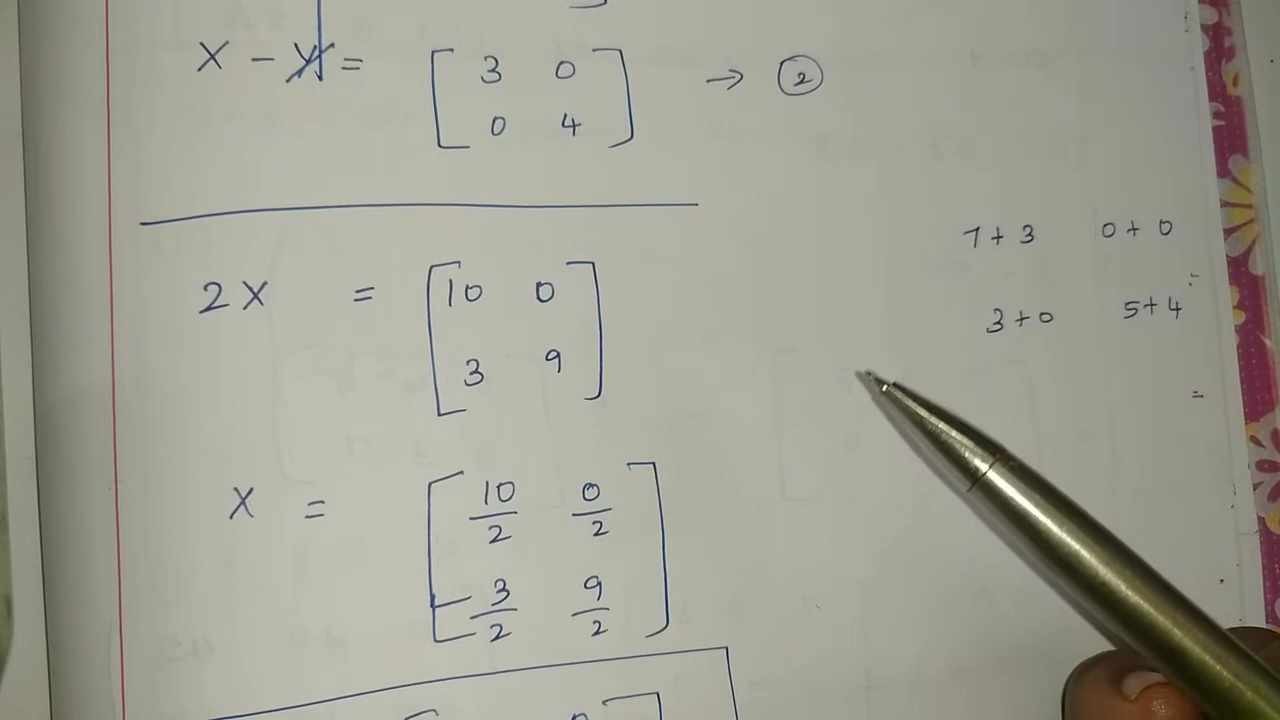 X - Y = [ 3 0
0 4 ] → ②
7 + 3 0 + 0
2X = [ 10 0
3 9 ]
3 + 0 5 + 4
=
X = [ 10/2 0/2
3/2 9/2 ]